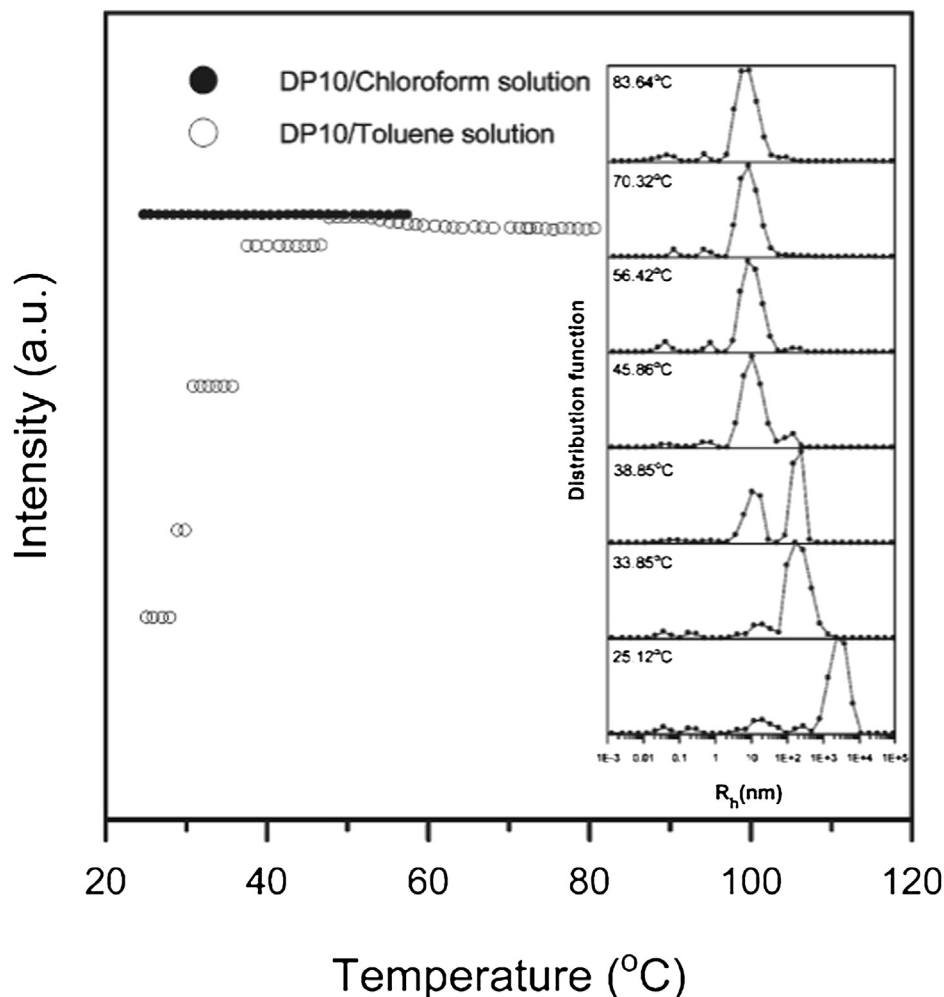 DP10/Chloroform solution
DP10/Toluene solution
Intensity (a.u.)
Distribution function
83.64°C
70.32°C
56.42°C
45.86°C
38.85°C
33.85°C
25.12°C
1E-3 0.01 0.1 1 10 1E+2 1E+3 1E+4 1E+5
Rh(nm)
20 40 60 80 100 120
Temperature (°C)